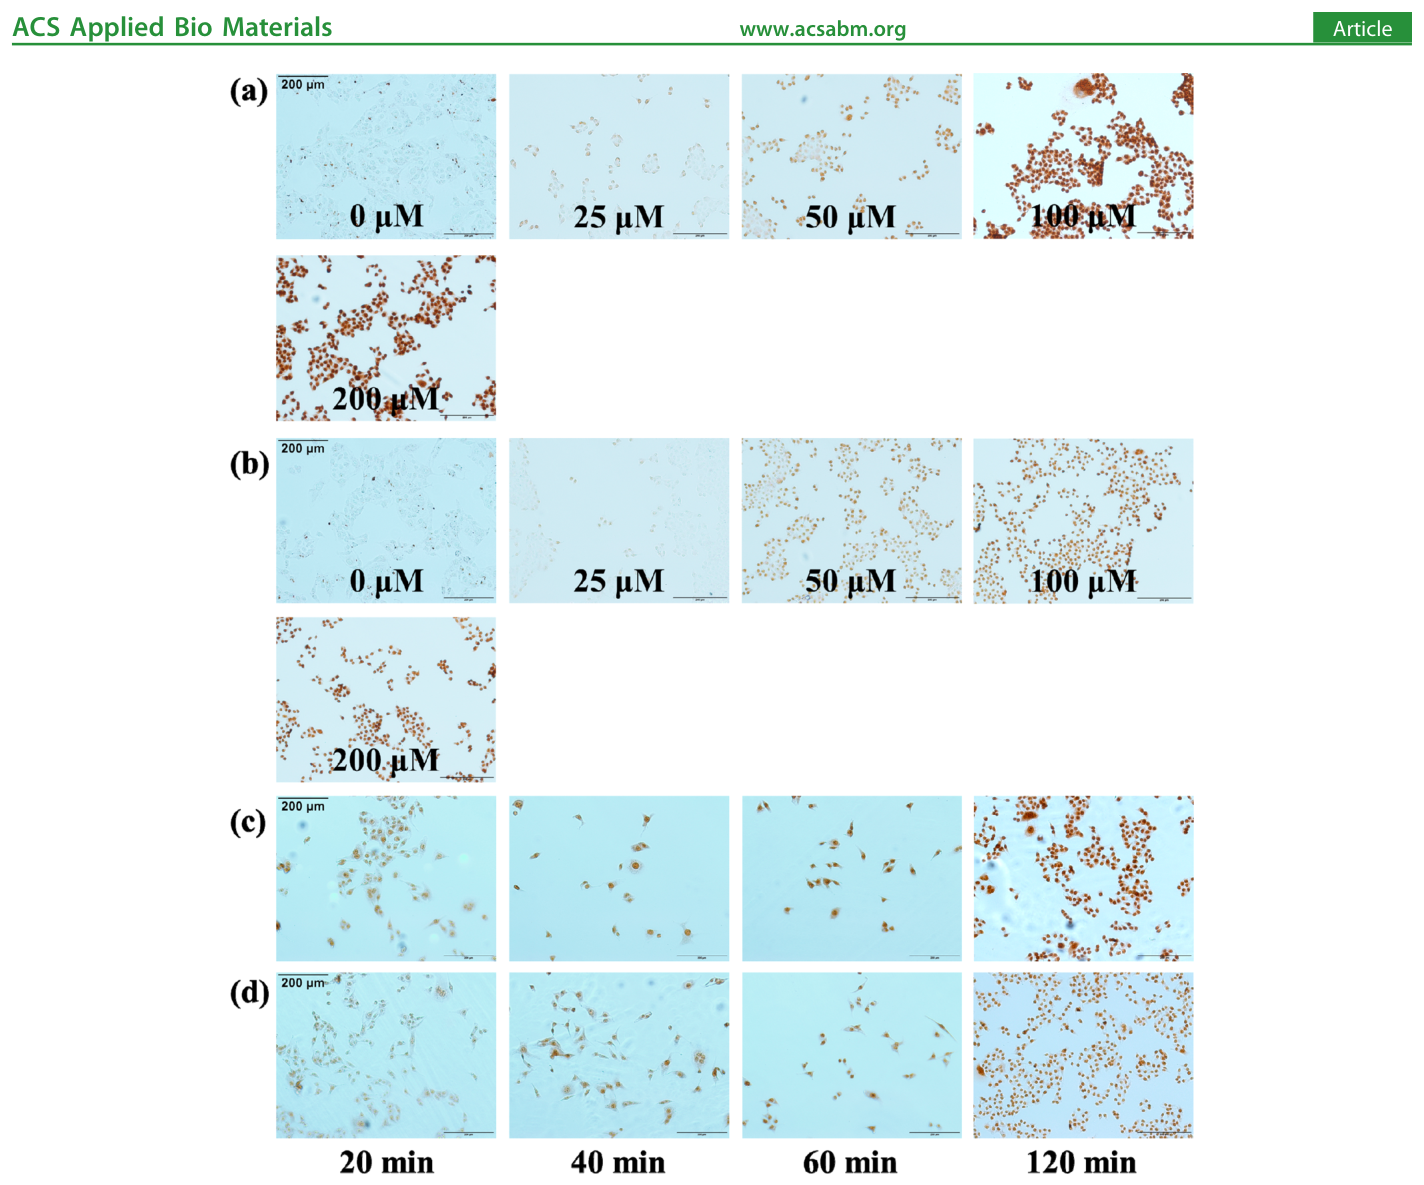 ACS Applied Bio Materials www.acsabm.org Article
(a) 200 µm
0 µM 25 µM 50 µM 100 µM
200 µM
(b) 200 µm
0 µM 25 µM 50 µM 100 µM
200 µM
(c) 200 µm
(d) 200 µm
20 min 40 min 60 min 120 min